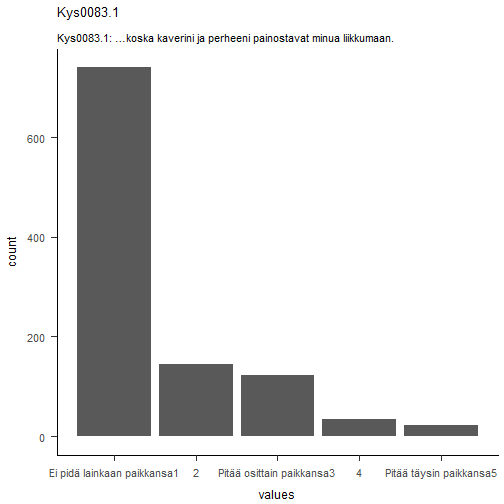 Kys0083.1
Kys0083.1: ...koska kaverini ja perheeni painostavat minua liikkumaan.
count
600
400
200
0
Ei pidä lainkaan paikkansa1 2 Pitää osittain paikkansa3 4 Pitää täysin paikkansa5
values